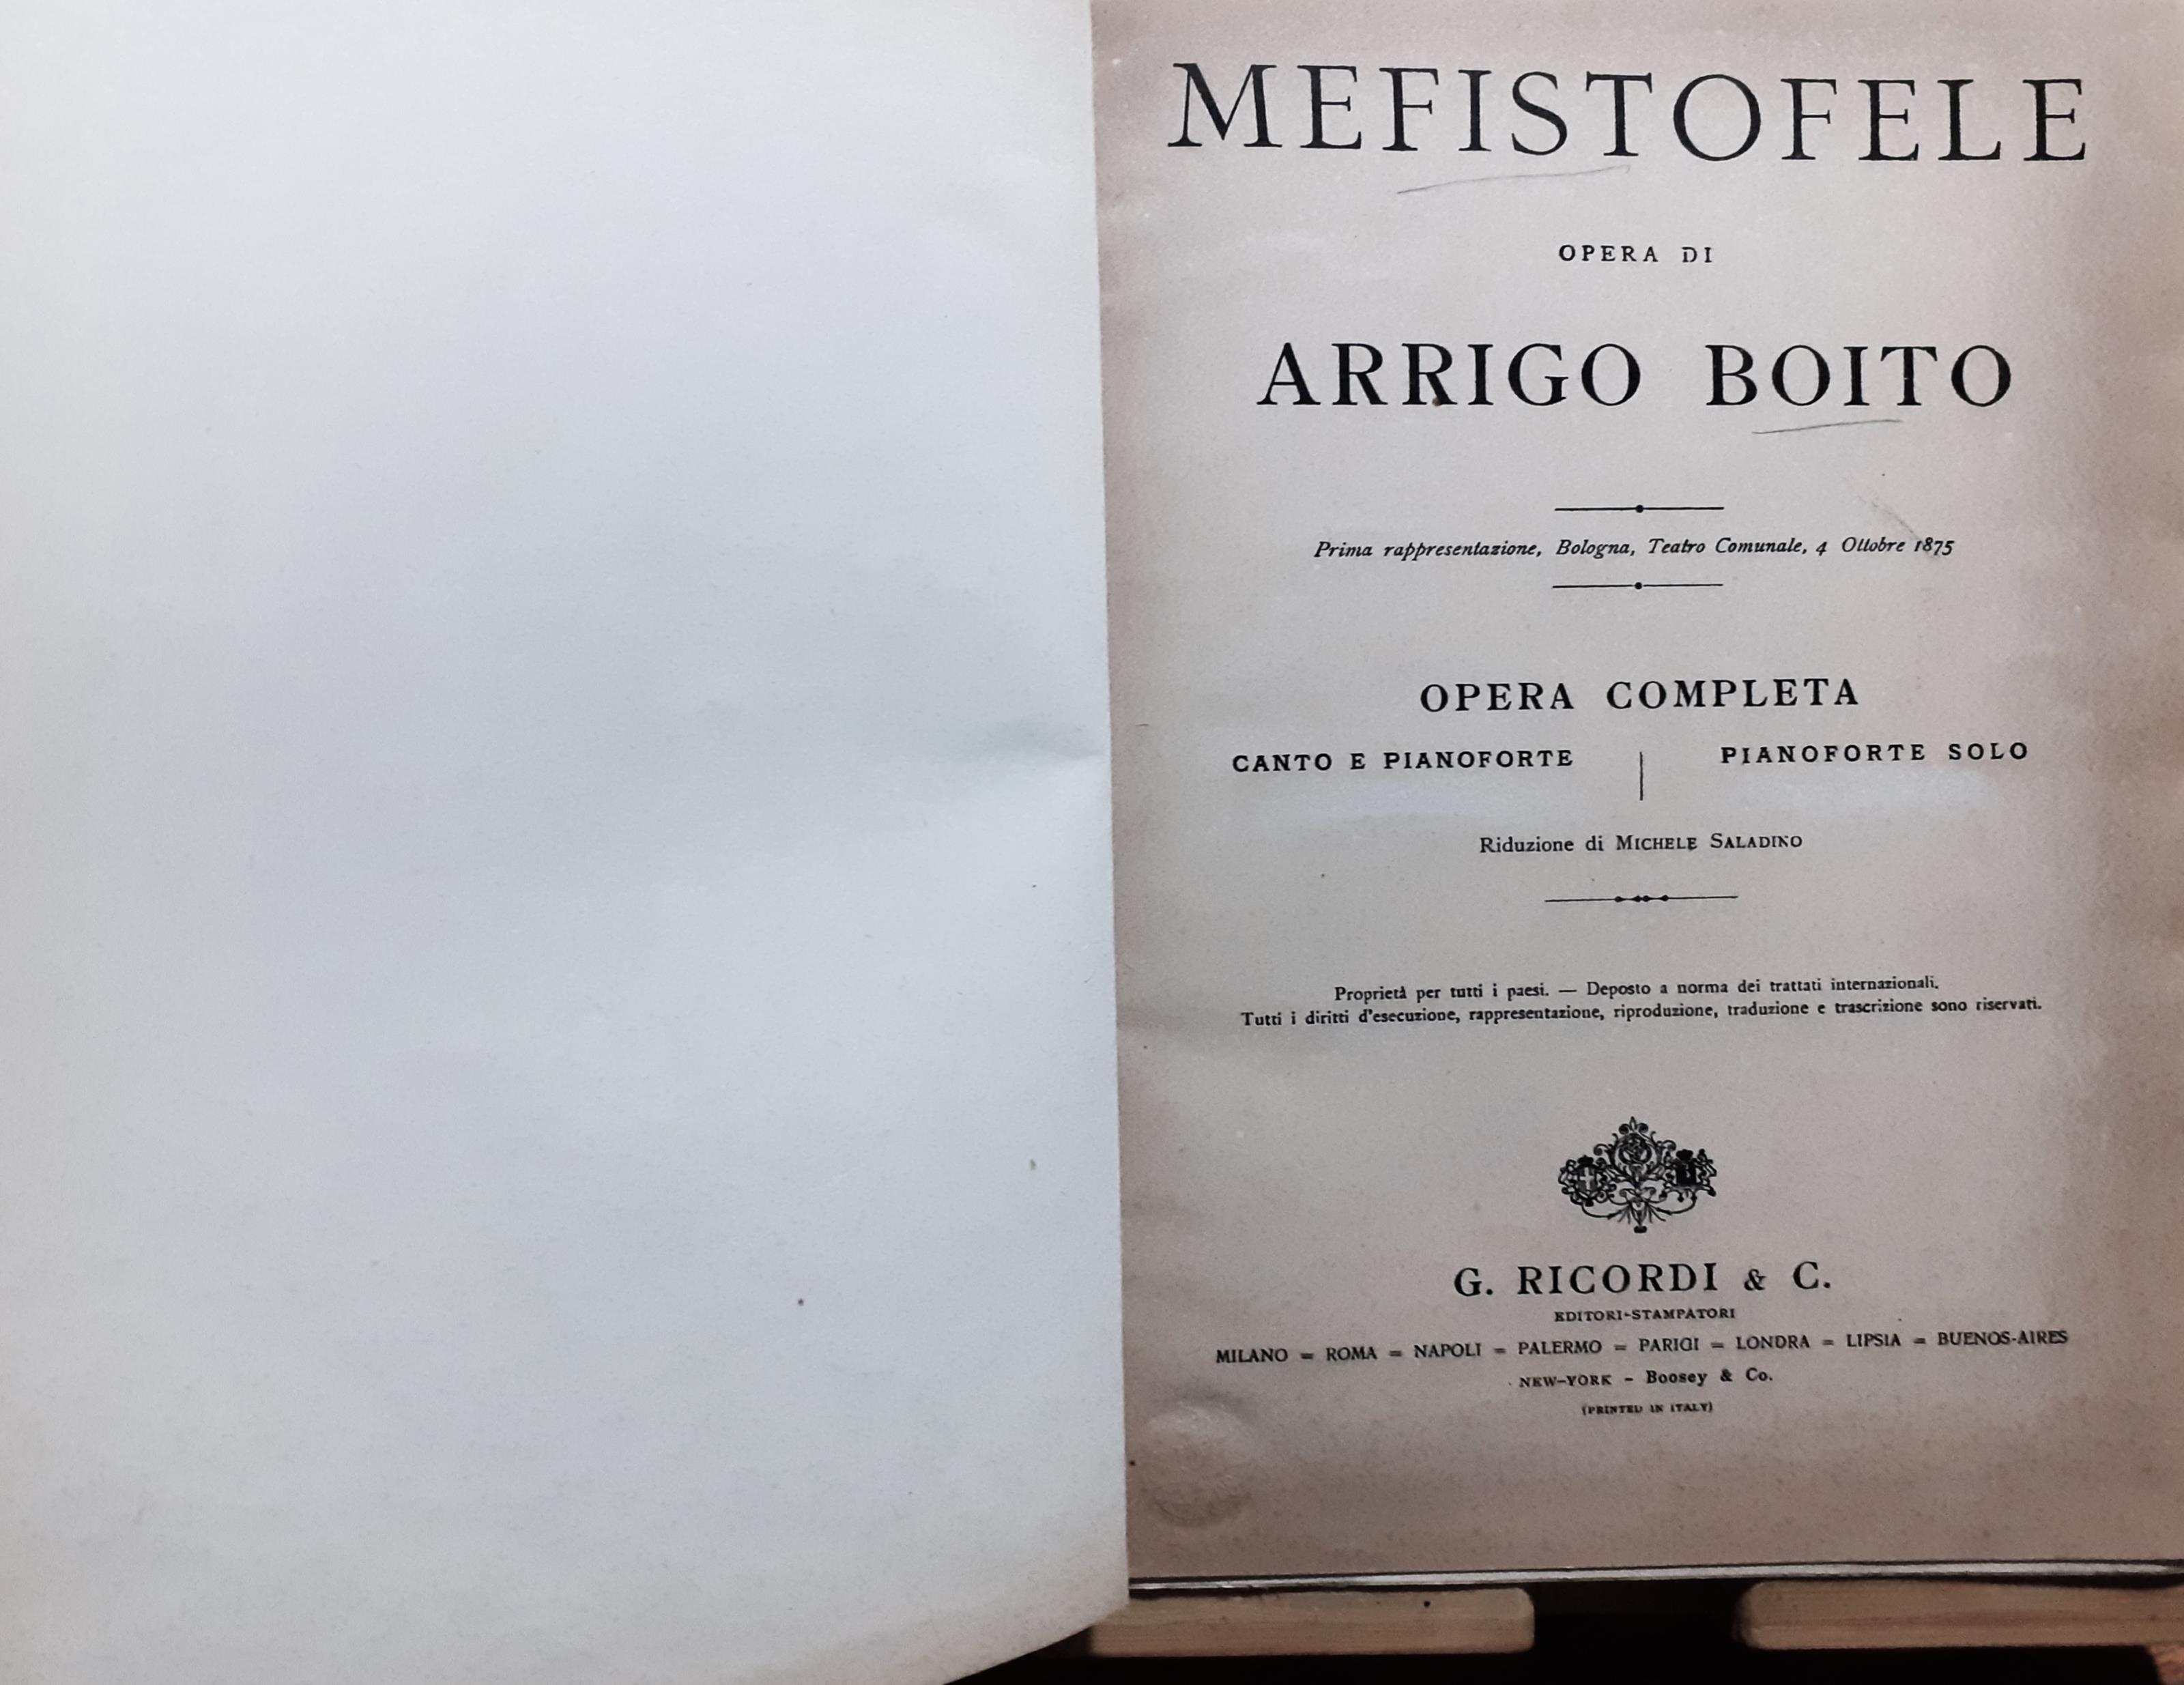 MEFISTOFELE
OPERA DI
ARRIGO BOITO
Prima rappresentazione, Bologna, Teatro Comunale, 4 Ottobre 1875
OPERA COMPLETA
CANTO E PIANOFORTE | PIANOFORTE SOLO
Riduzione di MICHELE SALADINO
Proprietà per tutti i paesi. — Deposto a norma dei trattati internazionali.
Tutti i diritti d'esecuzione, rappresentazione, riproduzione, traduzione e trascrizione sono riservati.
G. RICORDI & C.
EDITORI-STAMPATORI
MILANO = ROMA = NAPOLI = PALERMO = PARIGI = LONDRA = LIPSIA = BUENOS-AIRES
NEW-YORK - Boosey & Co.
(PRINTED IN ITALY)